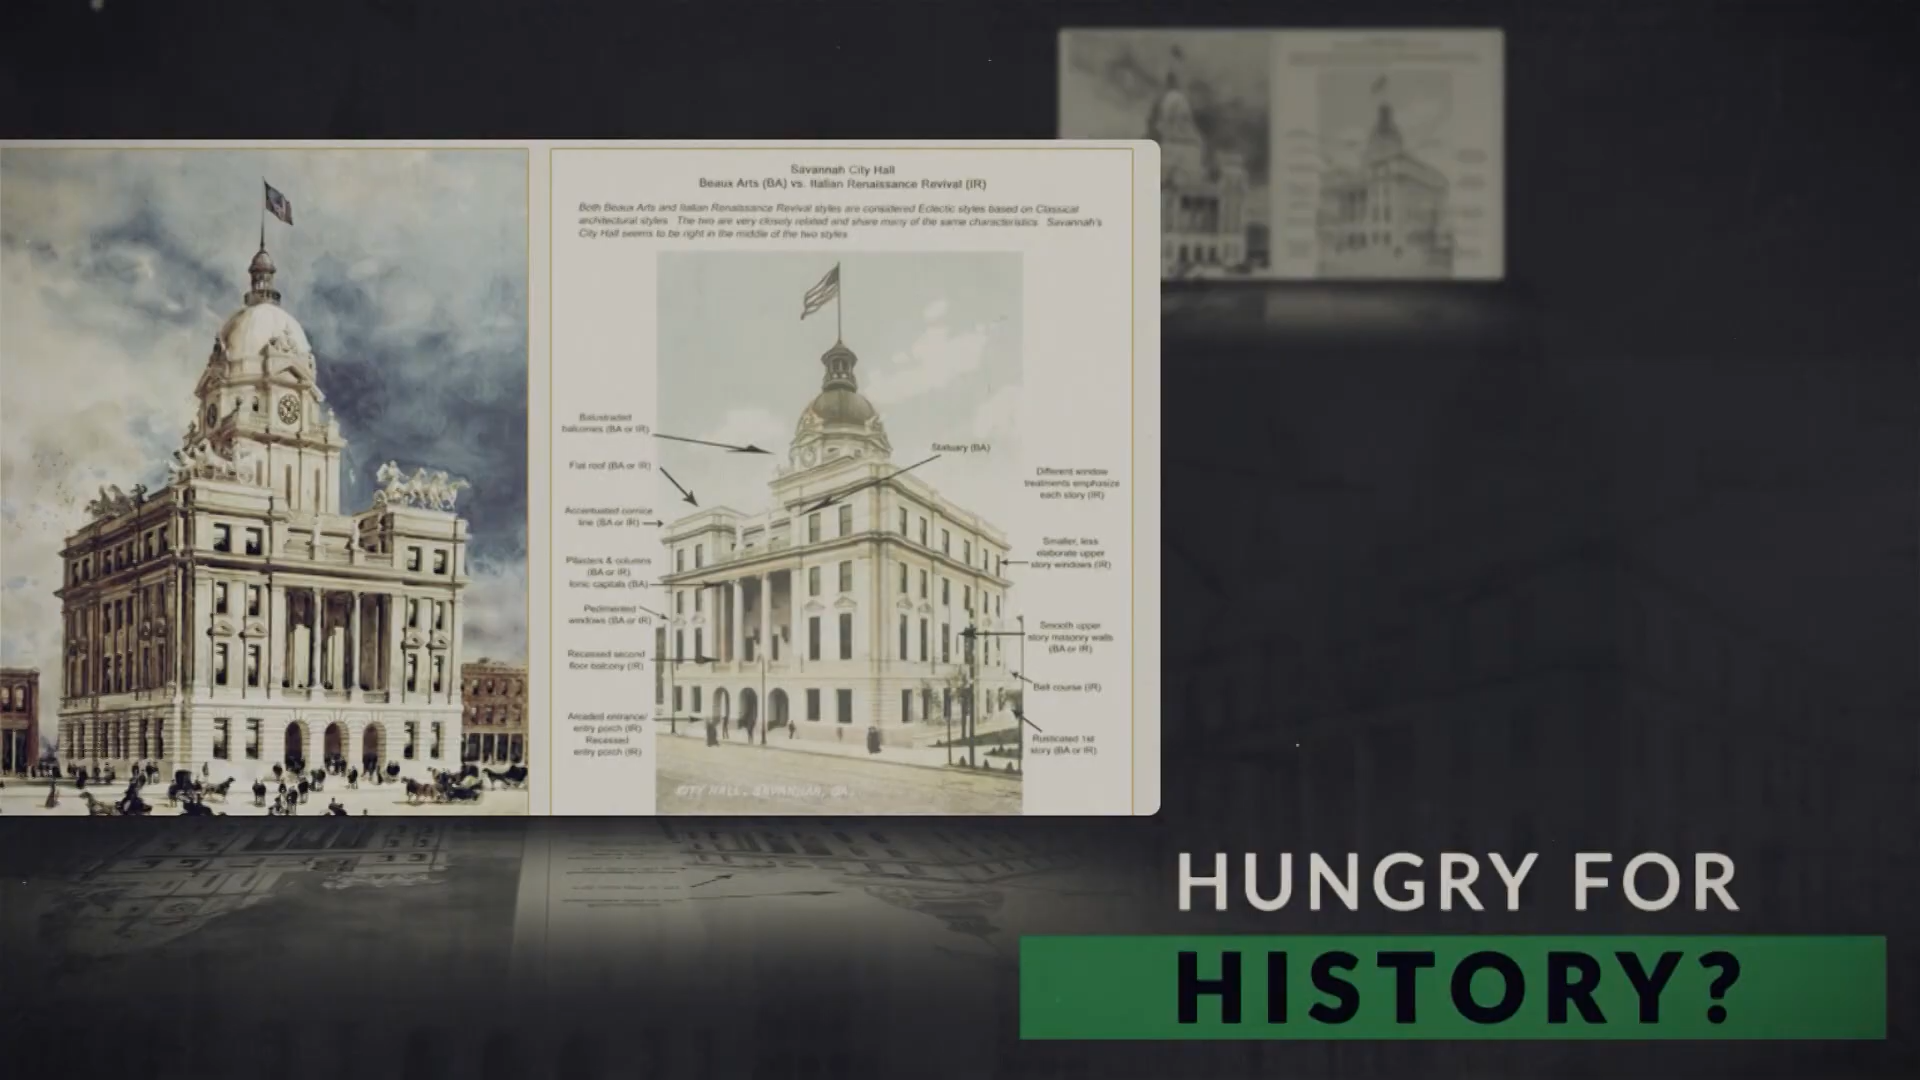 Savannah City Hall
Beaux Arts (BA) vs. Italian Renaissance Revival (IR)
Both Beaux Arts and Italian Renaissance Revival styles are considered Eclectic styles based on Classical
architectural styles. The two are very closely related and share many of the same characteristics. Savannah's
City Hall seems to be right in the middle of the two styles.
Balustraded
balconies (BA or IR)
Flat roof (BA or IR)
Accentuated cornice
line (BA or IR)
Pilasters & columns
(BA or IR)
Ionic capitals (BA)
Pedimented
windows (BA or IR)
Recessed second
floor balcony (IR)
Arcaded entrance/
entry porch (IR)
Recessed
entry porch (IR)
Statuary (BA)
Different window
treatments emphasize
each story (IR)
Smaller, less
elaborate upper
story windows (IR)
Smooth upper
story masonry walls
(BA or IR)
Belt course (IR)
Rusticated 1st
story (BA or IR)
CITY HALL, SAVANNAH, GA.
HUNGRY FOR
HISTORY?